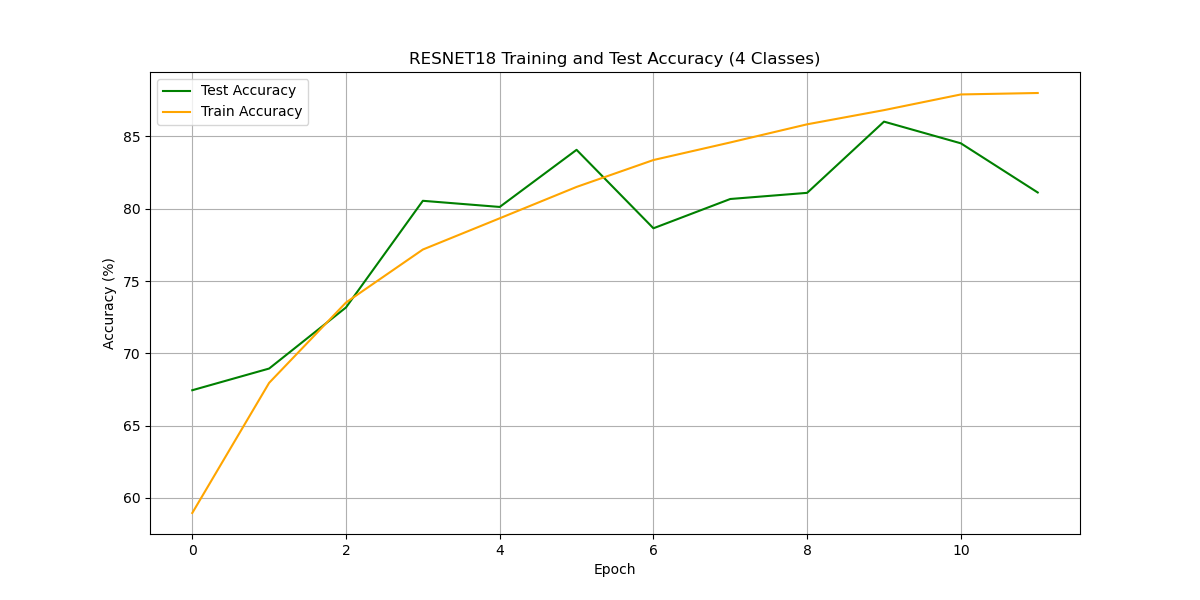 RESNET18 Training and Test Accuracy (4 Classes)
Test Accuracy
Train Accuracy
Accuracy (%)
85
80
75
70
65
60
0 2 4 6 8 10
Epoch